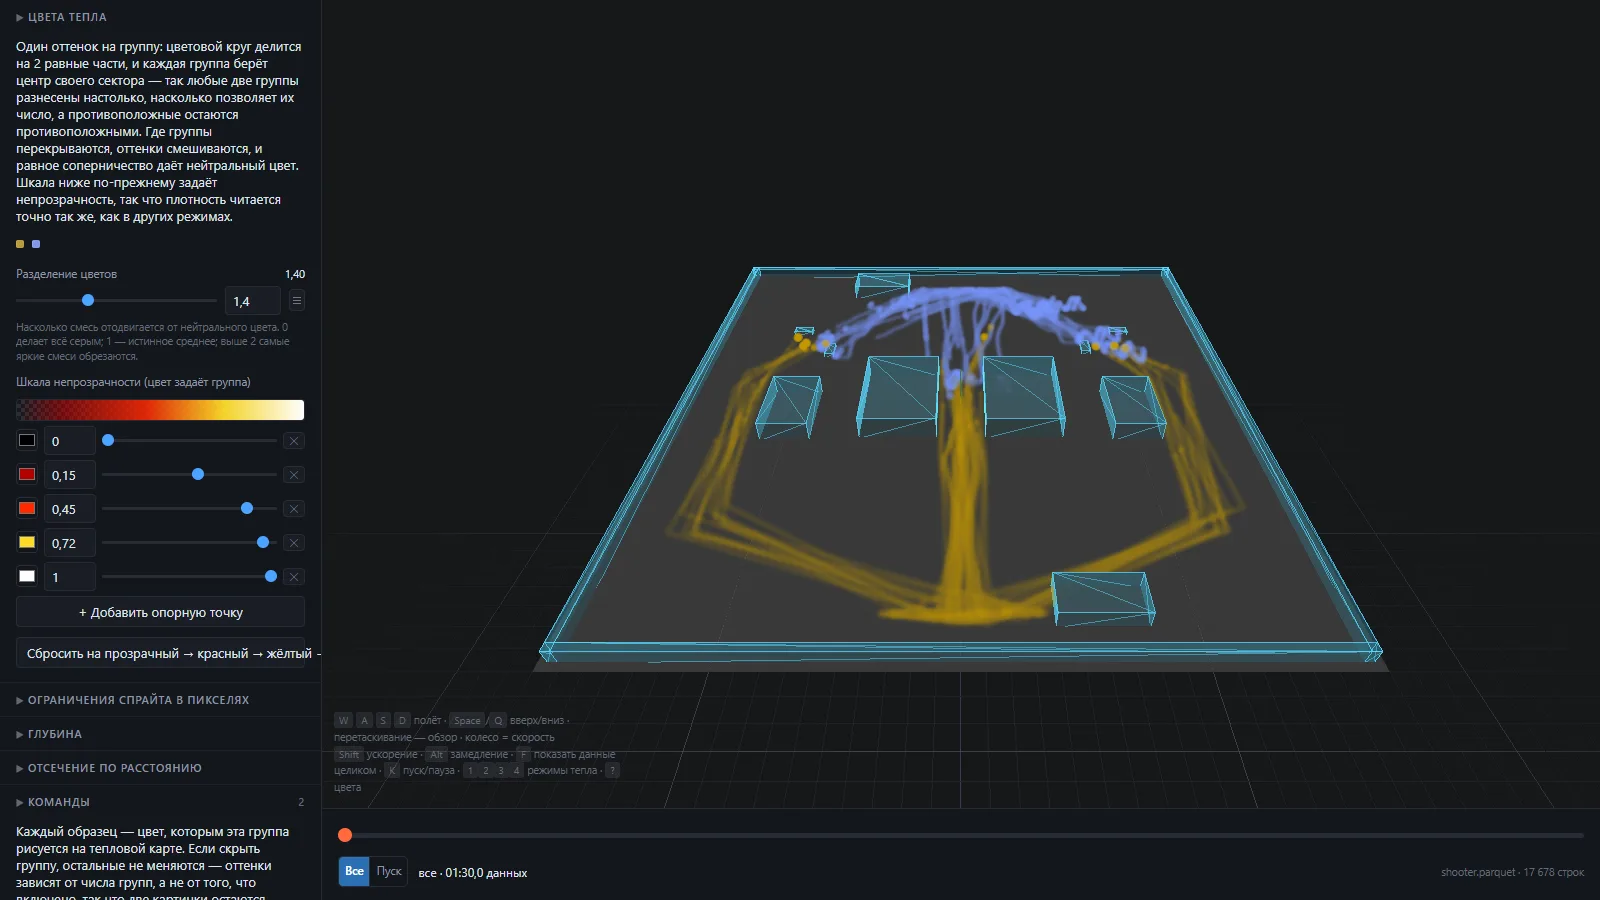 ЦВЕТА ТЕПЛА
Один оттенок на группу: цветовой круг делится
на 2 равные части, и каждая группа берёт
центр своего сектора — так любые две группы
разнесены настолько, насколько позволяет их
число, а противоположные остаются
противоположными. Где группы
перекрываются, оттенки смешиваются, и
равное соперничество даёт нейтральный цвет.
Шкала ниже по-прежнему задаёт
непрозрачность, так что плотность читается
точно так же, как в других режимах.
Разделение цветов 1,40
1,4
Насколько смесь отодвигается от нейтрального цвета. 0
делает всё серым; 1 — истинное среднее; выше 2 самые
яркие смеси обрезаются.
Шкала непрозрачности (цвет задаёт группа)
0
0,15
0,45
0,72
1
+ Добавить опорную точку
Сбросить на прозрачный → красный → жёлтый
ОГРАНИЧЕНИЯ СПРАЙТА В ПИКСЕЛЯХ
ГЛУБИНА
ОТСЕЧЕНИЕ ПО РАССТОЯНИЮ
КОМАНДЫ 2
Каждый образец — цвет, которым эта группа
рисуется на тепловой карте. Если скрыть
группу, остальные не меняются — оттенки
зависят от числа групп, а не от того, что
включено, так что две картинки остаются
W A S D полёт · Space / Q вверх/вниз ·
перетаскивание — обзор · колесо = скорость
Shift ускорение · Alt замедление · F показать данные
целиком · K пуск/пауза · 1 2 3 4 режимы тепла · ?
цвета
Все Пуск все · 01:30,0 данных
shooter.parquet · 17 678 строк